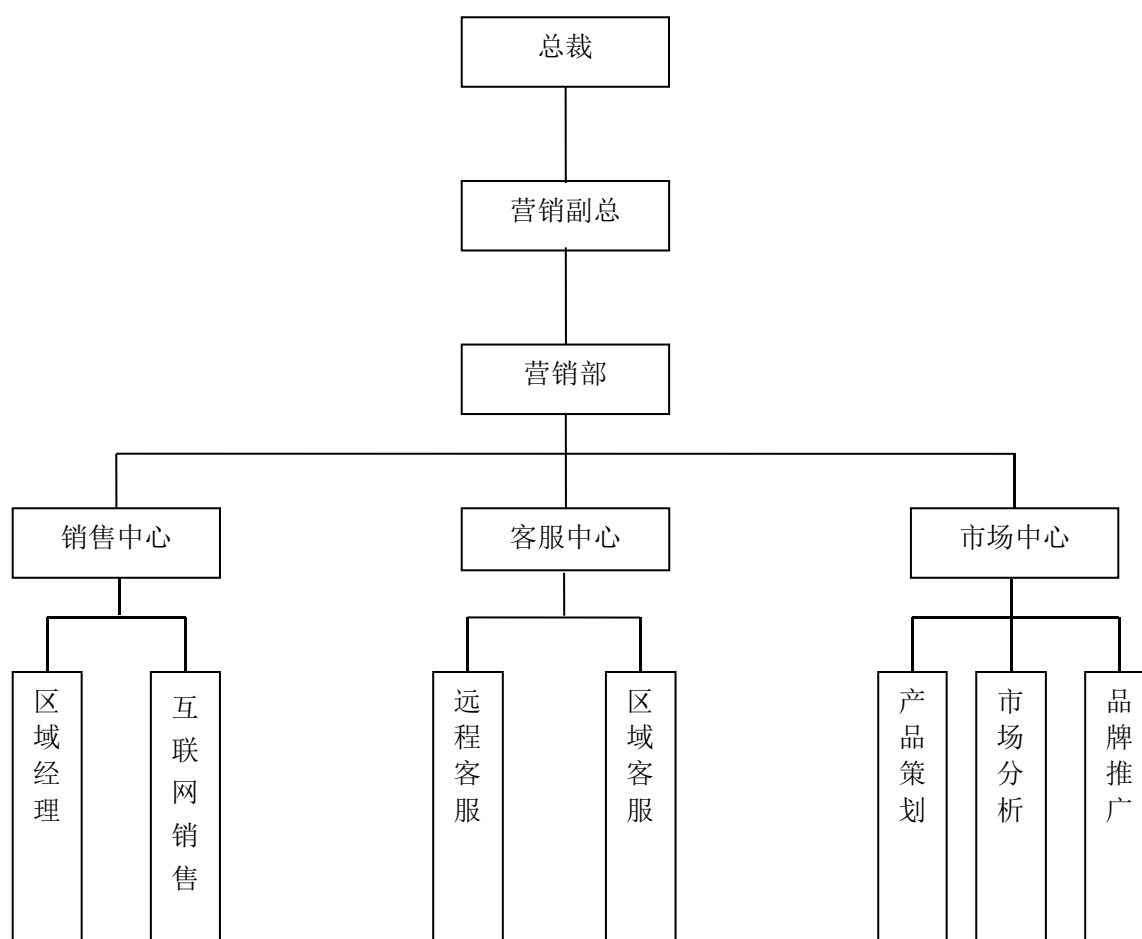 总裁
营销副总
营销部
销售中心
客服中心
市场中心
区域经理
互联网销售
远程客服
区域客服
产品策划
市场分析
品牌推广